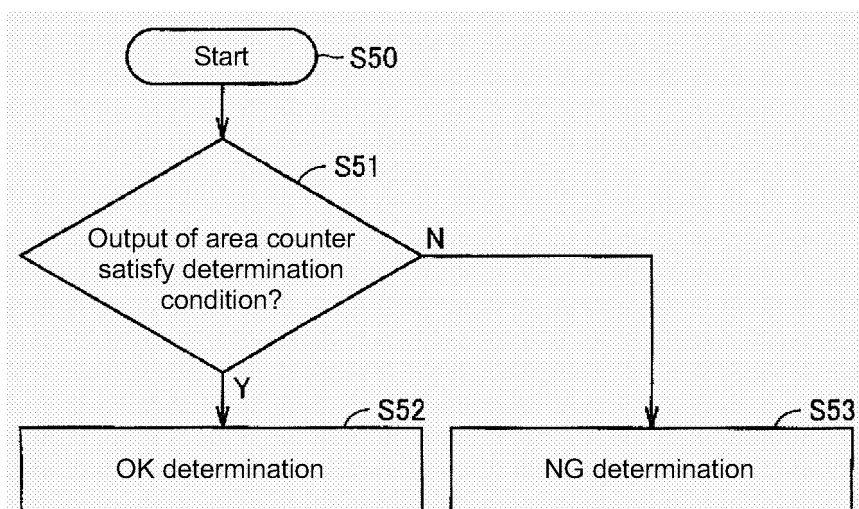 Start
S50
S51
Output of area counter
satisfy determination
condition?
N
Y
S52
OK determination
S53
NG determination